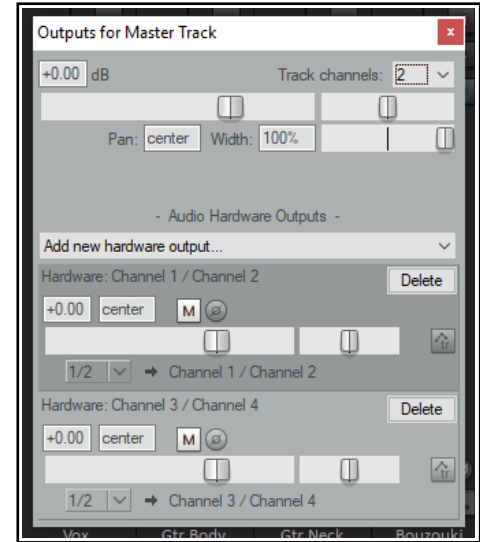 Outputs for Master Track x
+0.00 dB Track channels: 2
Pan: center Width: 100%
- Audio Hardware Outputs -
Add new hardware output...
Hardware: Channel 1 / Channel 2 Delete
+0.00 center M ø
tr
1/2 → Channel 1 / Channel 2
Hardware: Channel 3 / Channel 4 Delete
+0.00 center M ø
tr
1/2 → Channel 3 / Channel 4
Vox Gtr Body Gtr Neck Bouzouki